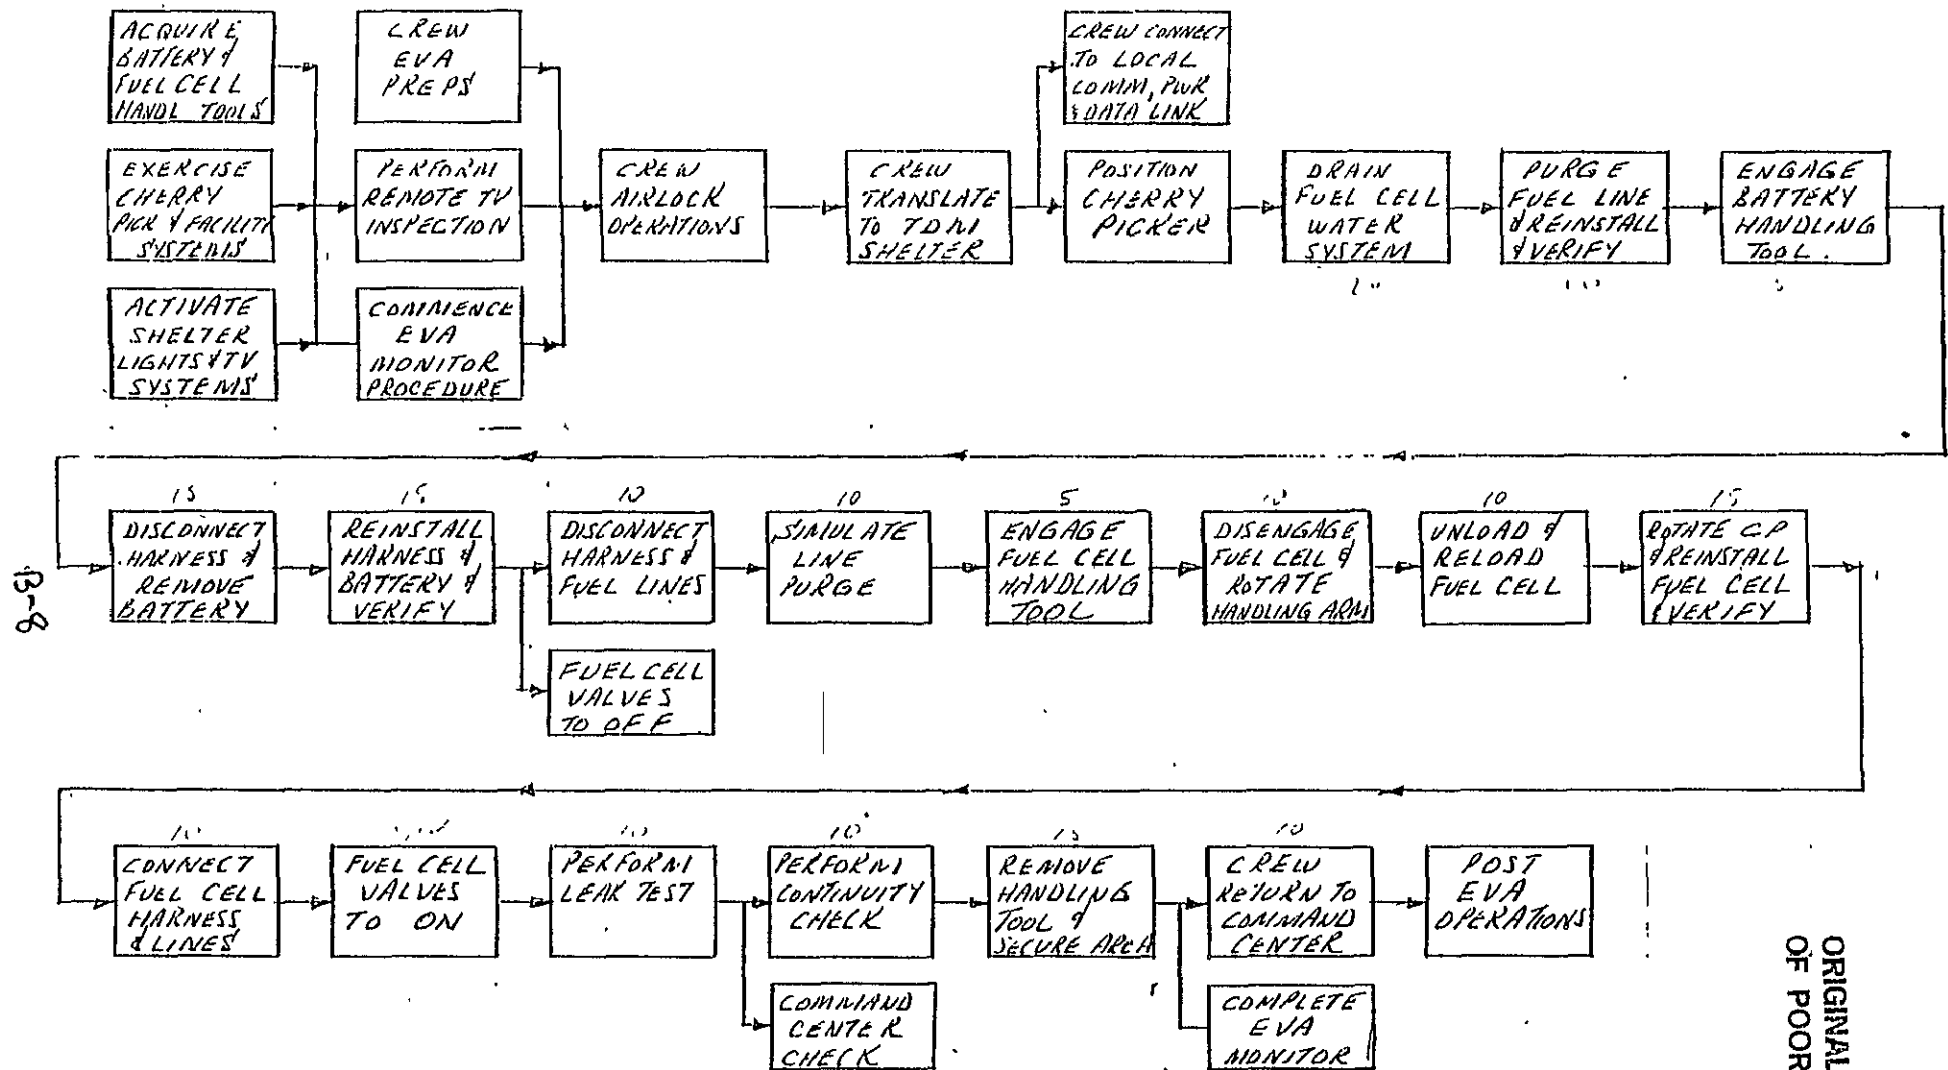 ACQUIRE
BATTERY &
FUEL CELL
HANDL TOOLS
CREW
EVA
PREPS
CREW CONNECT
TO LOCAL
COMM, PWR
& DATA LINK
EXERCISE
CHERRY
PICK & FACILITY
SYSTEMS
PERFORM
REMOTE TV
INSPECTION
CREW
AIRLOCK
OPERATIONS
CREW
TRANSLATE
TO TDM
SHELTER
POSITION
CHERRY
PICKER
DRAIN
FUEL CELL
WATER
SYSTEM
PURGE
FUEL LINE
& REINSTALL
& VERIFY
ENGAGE
BATTERY
HANDLING
TOOL.
ACTIVATE
SHELTER
LIGHTS & TV
SYSTEMS
COMMENCE
EVA
MONITOR
PROCEDURE
15
DISCONNECT
HARNESS &
REMOVE
BATTERY
15
REINSTALL
HARNESS &
BATTERY &
VERIFY
10
DISCONNECT
HARNESS &
FUEL LINES
10
SIMULATE
LINE
PURGE
5
ENGAGE
FUEL CELL
HANDLING
TOOL
10
DISENGAGE
FUEL CELL &
ROTATE
HANDLING ARM
10
UNLOAD &
RELOAD
FUEL CELL
15
ROTATE CP
& REINSTALL
FUEL CELL
& VERIFY
FUEL CELL
VALVES
TO OFF
B-8
10
CONNECT
FUEL CELL
HARNESS
& LINES
FUEL CELL
VALVES
TO ON
10
PERFORM
LEAK TEST
10
PERFORM
CONTINUITY
CHECK
15
REMOVE
HANDLING
TOOL &
SECURE AREA
10
CREW
RETURN TO
COMMAND
CENTER
POST
EVA
OPERATIONS
COMMAND
CENTER
CHECK
COMPLETE
EVA
MONITOR
ORIGINAL
OF POOR